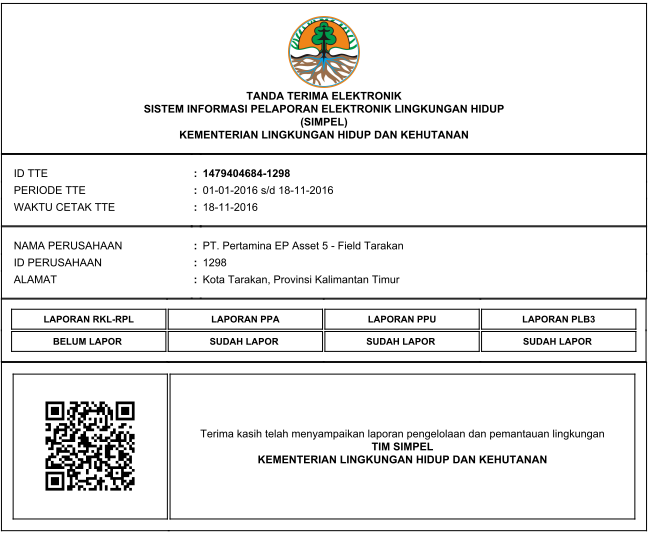 TANDA TERIMA ELEKTRONIK
SISTEM INFORMASI PELAPORAN ELEKTRONIK LINGKUNGAN HIDUP
(SIMPEL)
KEMENTERIAN LINGKUNGAN HIDUP DAN KEHUTANAN
ID TTE : 1479404684-1298
PERIODE TTE : 01-01-2016 s/d 18-11-2016
WAKTU CETAK TTE : 18-11-2016
NAMA PERUSAHAAN : PT. Pertamina EP Asset 5 - Field Tarakan
ID PERUSAHAAN : 1298
ALAMAT : Kota Tarakan, Provinsi Kalimantan Timur
LAPORAN RKL-RPL LAPORAN PPA LAPORAN PPU LAPORAN PLB3
BELUM LAPOR SUDAH LAPOR SUDAH LAPOR SUDAH LAPOR
Terima kasih telah menyampaikan laporan pengelolaan dan pemantauan lingkungan
TIM SIMPEL
KEMENTERIAN LINGKUNGAN HIDUP DAN KEHUTANAN